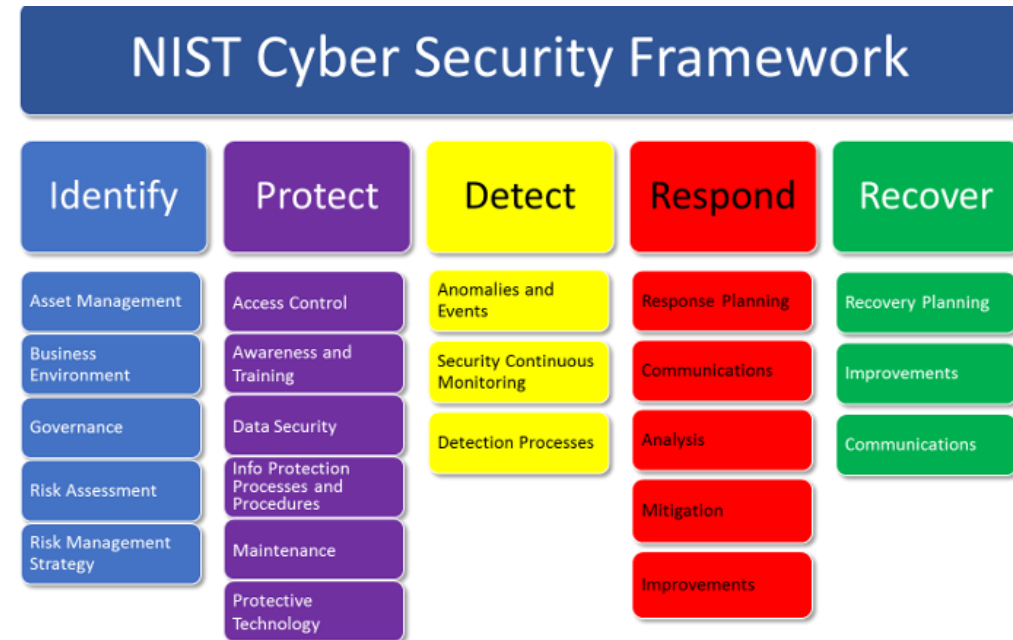 NIST Cyber Security Framework
Identify
Protect
Detect
Respond
Recover
Asset Management
Business
Environment
Governance
Risk Assessment
Risk Management
Strategy
Access Control
Awareness and
Training
Data Security
Info Protection
Processes and
Procedures
Maintenance
Protective
Technology
Anomalies and
Events
Security Continuous
Monitoring
Detection Processes
Response Planning
Communications
Analysis
Mitigation
Improvements
Recovery Planning
Improvements
Communications